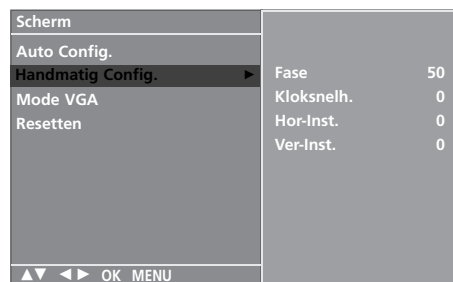 Scherm
Auto Config.
Handmatig Config. ►
Mode VGA
Resetten
Fase 50
Kloksnelh. 0
Hor-Inst. 0
Ver-Inst. 0
▲▼ ◄► OK MENU